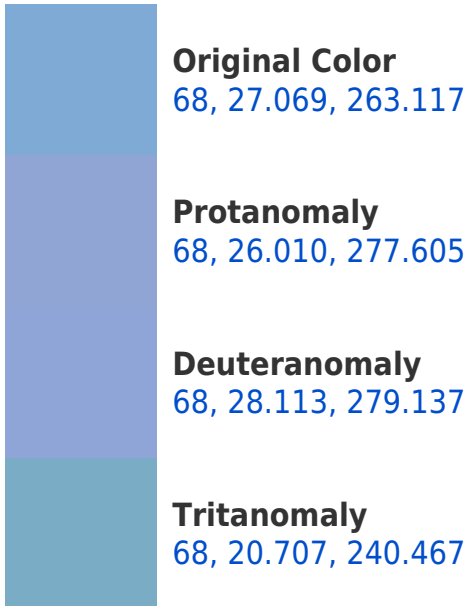 Original Color
68, 27.069, 263.117
Protanomaly
68, 26.010, 277.605
Deuteranomaly
68, 28.113, 279.137
Tritanomaly
68, 20.707, 240.467